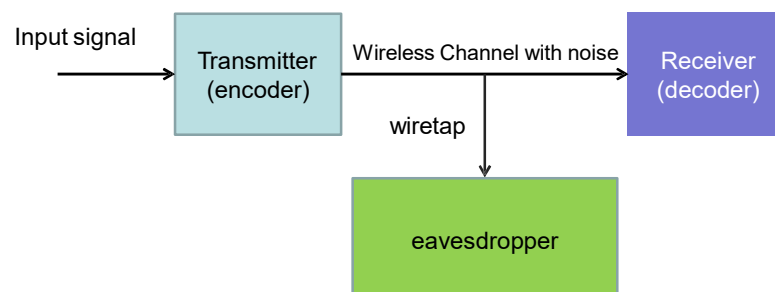 Input signal
Transmitter
(encoder)
Wireless Channel with noise
Receiver
(decoder)
wiretap
eavesdropper